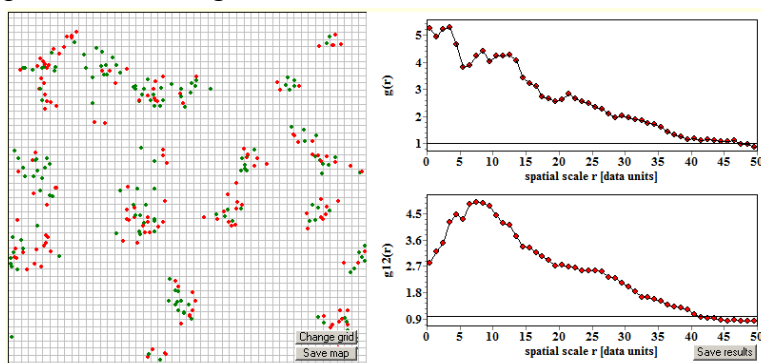 5
4
3
2
1
g(r)
0 5 10 15 20 25 30 35 40 45 50
spatial scale r [data units]
4.5
3.6
2.7
1.8
0.9
g12(r)
0 5 10 15 20 25 30 35 40 45 50
spatial scale r [data units]
Change grid
Save map
Save results